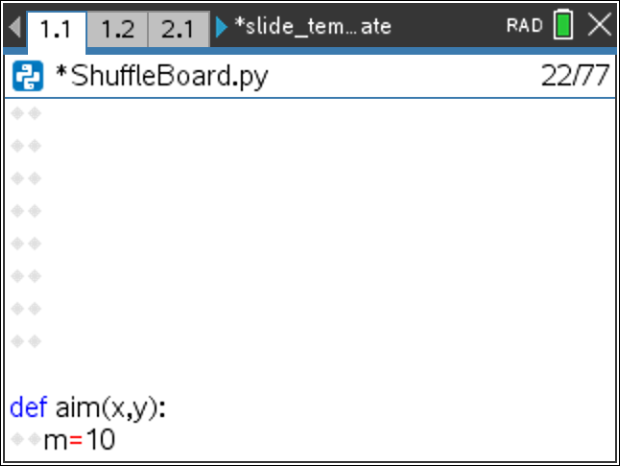 1.1 1.2 2.1 *slide_tem...ate RAD
*ShuffleBoard.py 22/77
def aim(x,y):
m=10